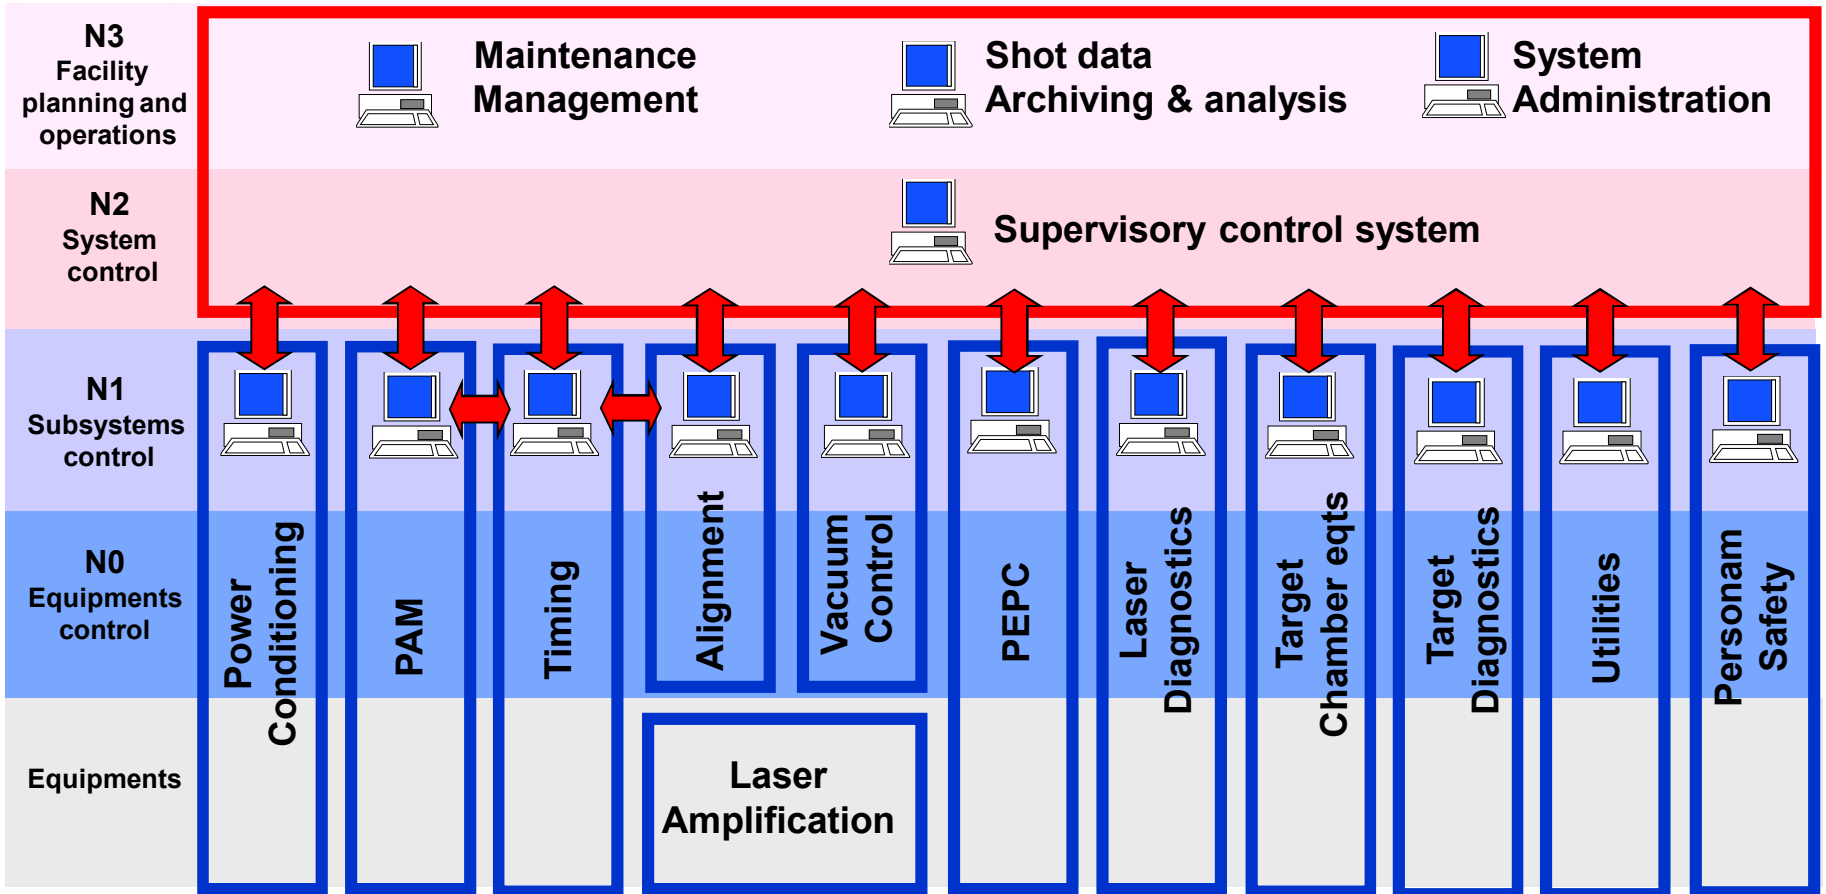 N3
Facility
planning and
operations
Maintenance
Management
Shot data
Archiving & analysis
System
Administration
N2
System
control
Supervisory control system
N1
Subsystems
control
N0
Equipments
control
Equipments
Power
Conditioning
PAM
Timing
Alignment
Vacuum
Control
PEPC
Laser
Diagnostics
Target
Chamber eqts
Target
Diagnostics
Utilities
Personam
Safety
Laser
Amplification